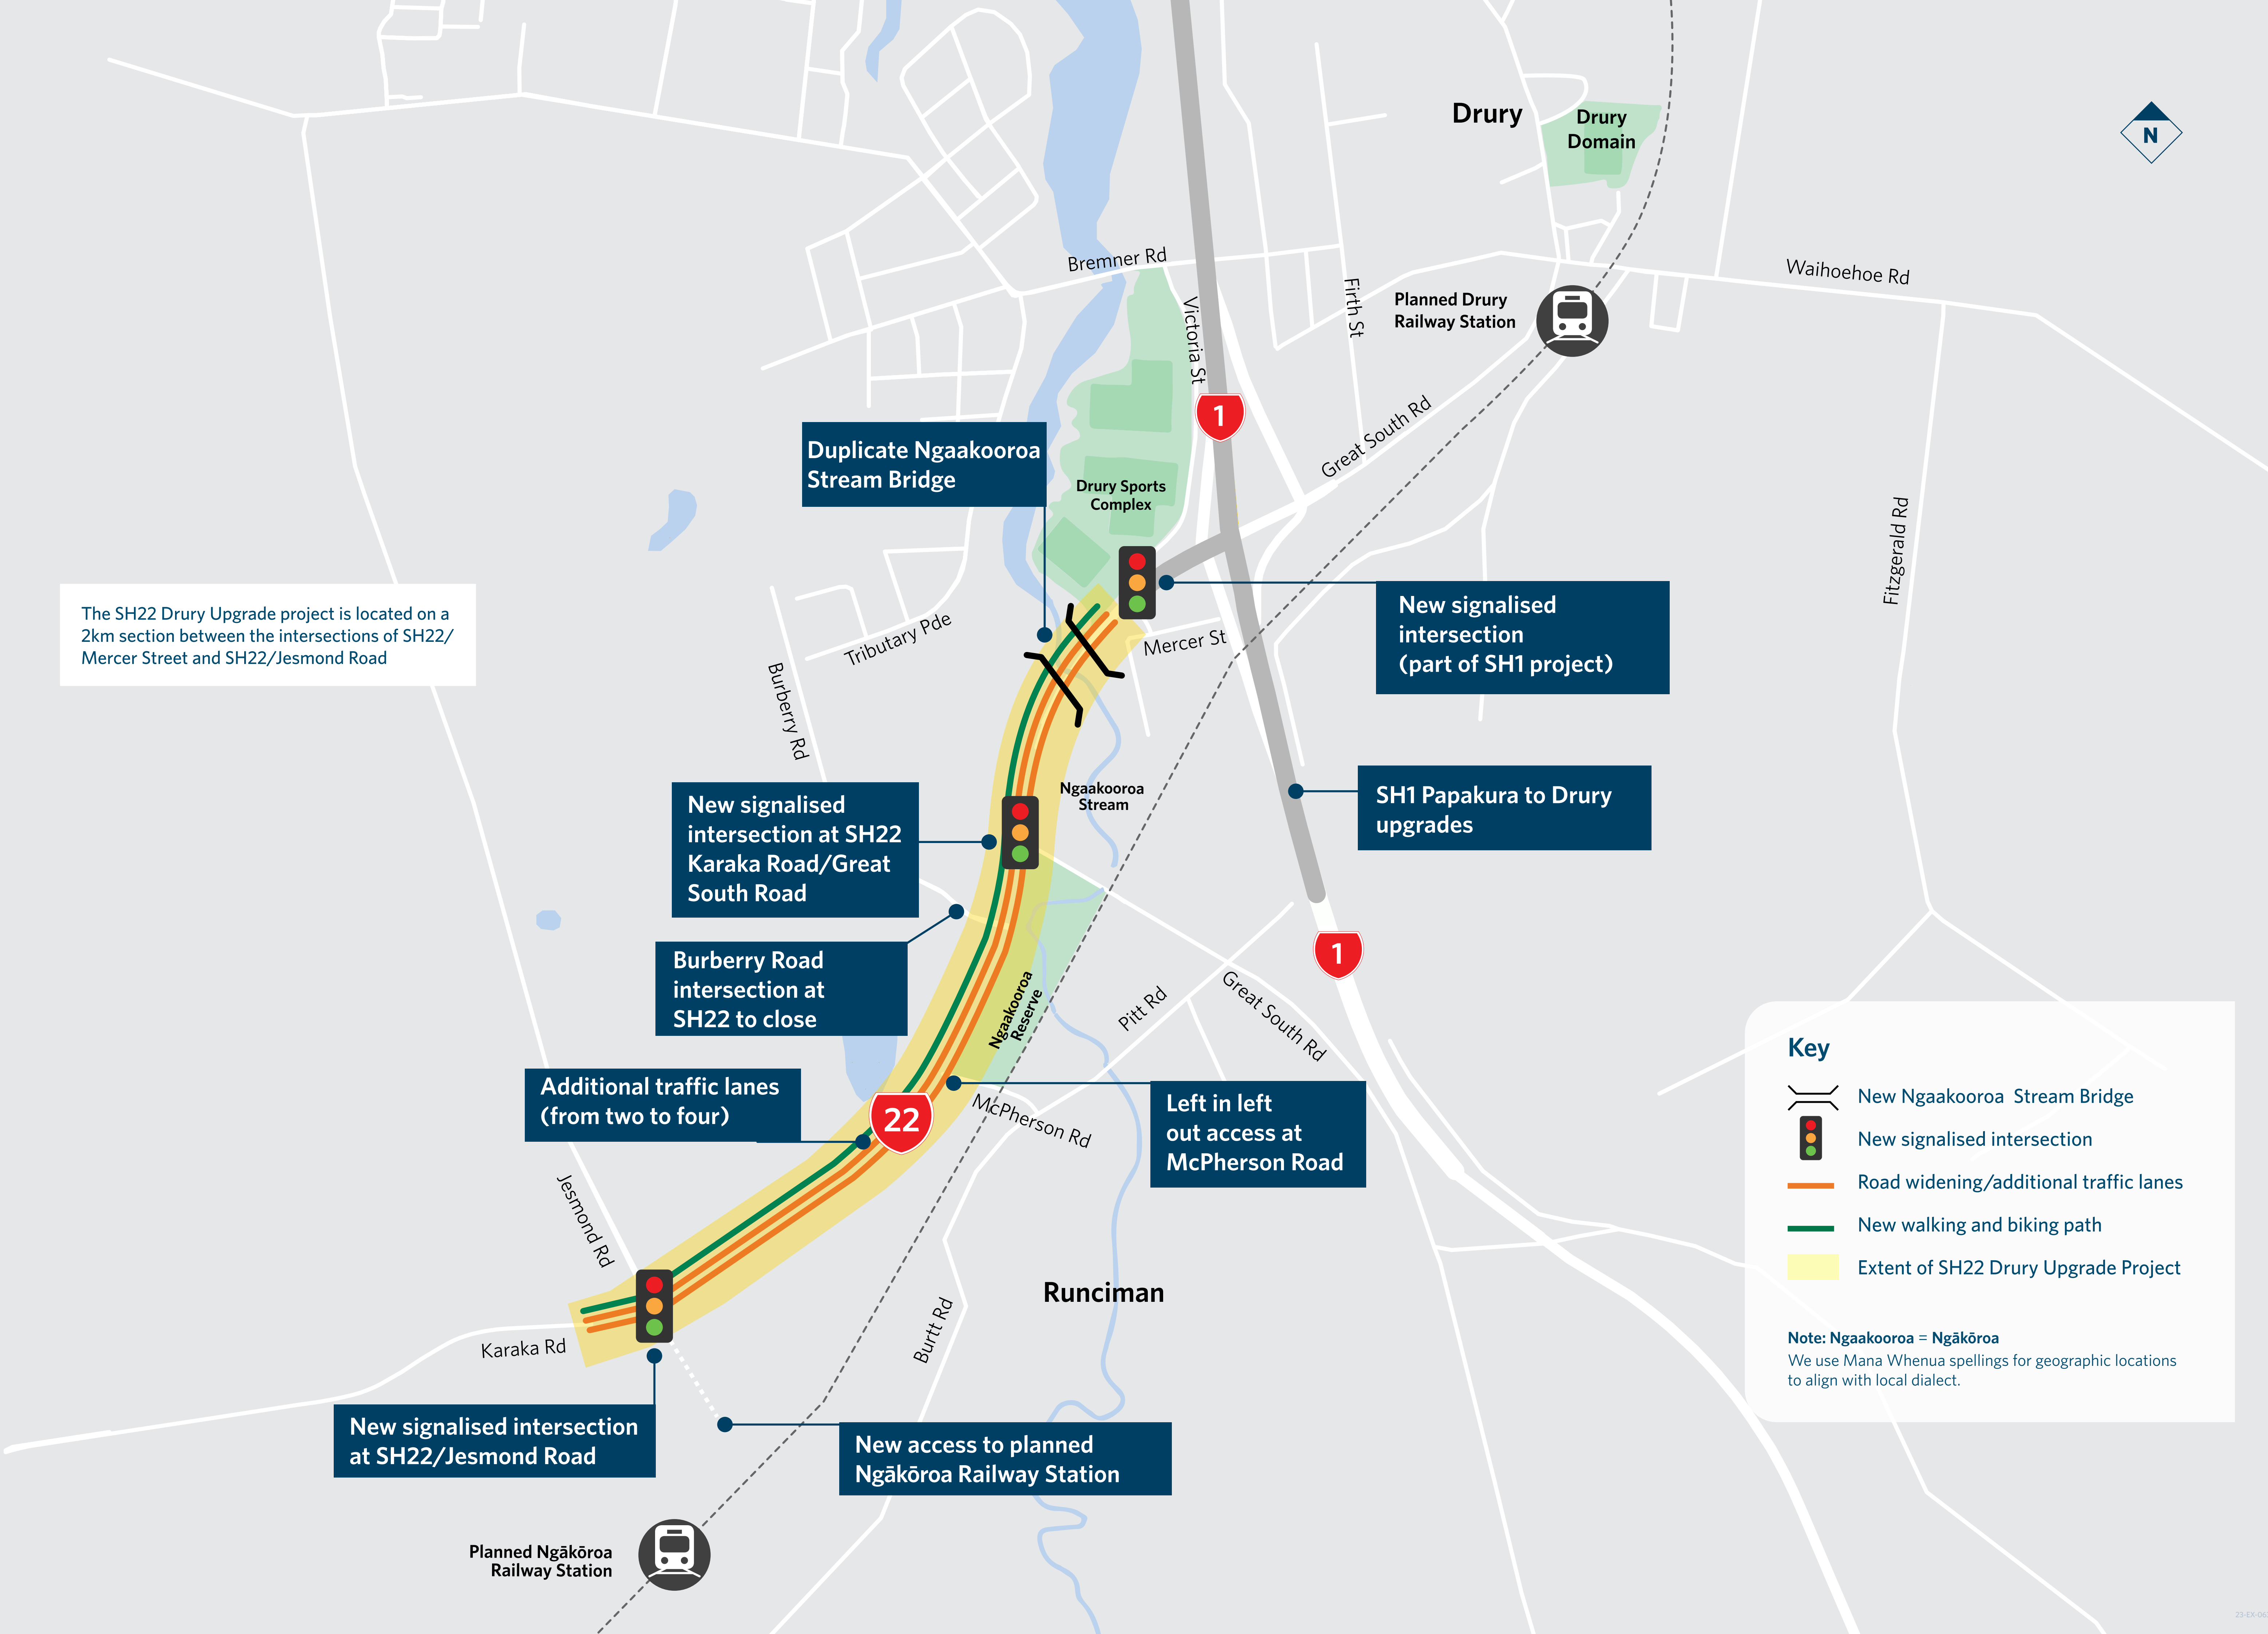 Drury
Drury
Domain
N
Bremner Rd
Waihoehoe Rd
Victoria St
Firth St
Planned Drury
Railway Station
1
Great South Rd
Duplicate Ngaakooroa
Stream Bridge
Drury Sports
Complex
Fitzgerald Rd
The SH22 Drury Upgrade project is located on a
2km section between the intersections of SH22/
Mercer Street and SH22/Jesmond Road
New signalised
intersection
(part of SH1 project)
Tributary Pde
Mercer St
Burberry Rd
Ngaakooroa
Stream
SH1 Papakura to Drury
upgrades
New signalised
intersection at SH22
Karaka Road/Great
South Road
1
Burberry Road
intersection at
SH22 to close
Ngaakooroa
Reserve
Pitt Rd
Great South Rd
Additional traffic lanes
(from two to four)
22
McPherson Rd
Left in left
out access at
McPherson Road
Jesmond Rd
Runciman
Burtt Rd
Karaka Rd
New signalised intersection
at SH22/Jesmond Road
New access to planned
Ngākōroa Railway Station
Planned Ngākōroa
Railway Station
Key
New Ngaakooroa  Stream Bridge
New signalised intersection
Road widening/additional traffic lanes
New walking and biking path
Extent of SH22 Drury Upgrade Project
Note: Ngaakooroa = Ngākōroa
We use Mana Whenua spellings for geographic locations
to align with local dialect.